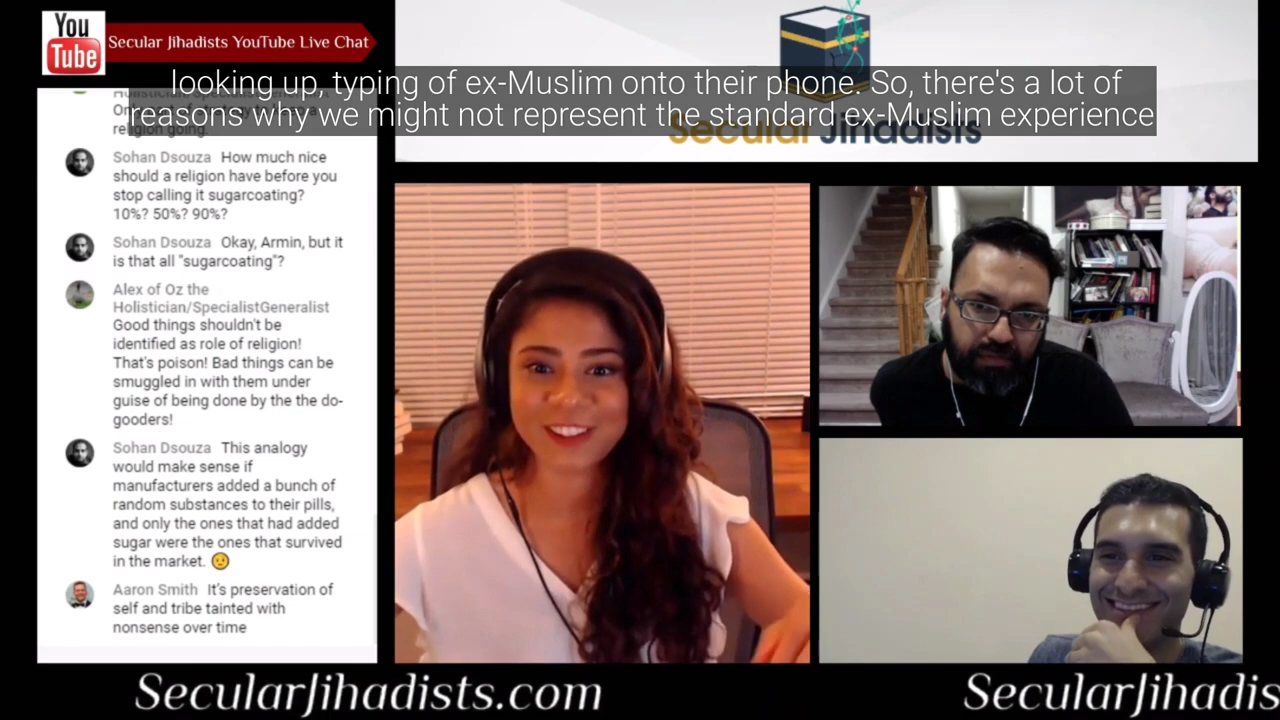 You
Tube
Secular Jihadists YouTube Live Chat
looking up, typing of ex-Muslim onto their phone. So, there's a lot of
reasons why we might not represent the standard ex-Muslim experience
Secular Jihadists
religion going.
Sohan Dsouza How much nice
should a religion have before you
stop calling it sugarcoating?
10%? 50%? 90%?
Sohan Dsouza Okay, Armin, but it
is that all "sugarcoating"?
Alex of Oz the
Holistician/SpecialistGeneralist
Good things shouldn't be
identified as role of religion!
That's poison! Bad things can be
smuggled in with them under
guise of being done by the the do-
gooders!
Sohan Dsouza This analogy
would make sense if
manufacturers added a bunch of
random substances to their pills,
and only the ones that had added
sugar were the ones that survived
in the market.
Aaron Smith It's preservation of
self and tribe tainted with
nonsense over time
SecularJihadists.com
SecularJihadis